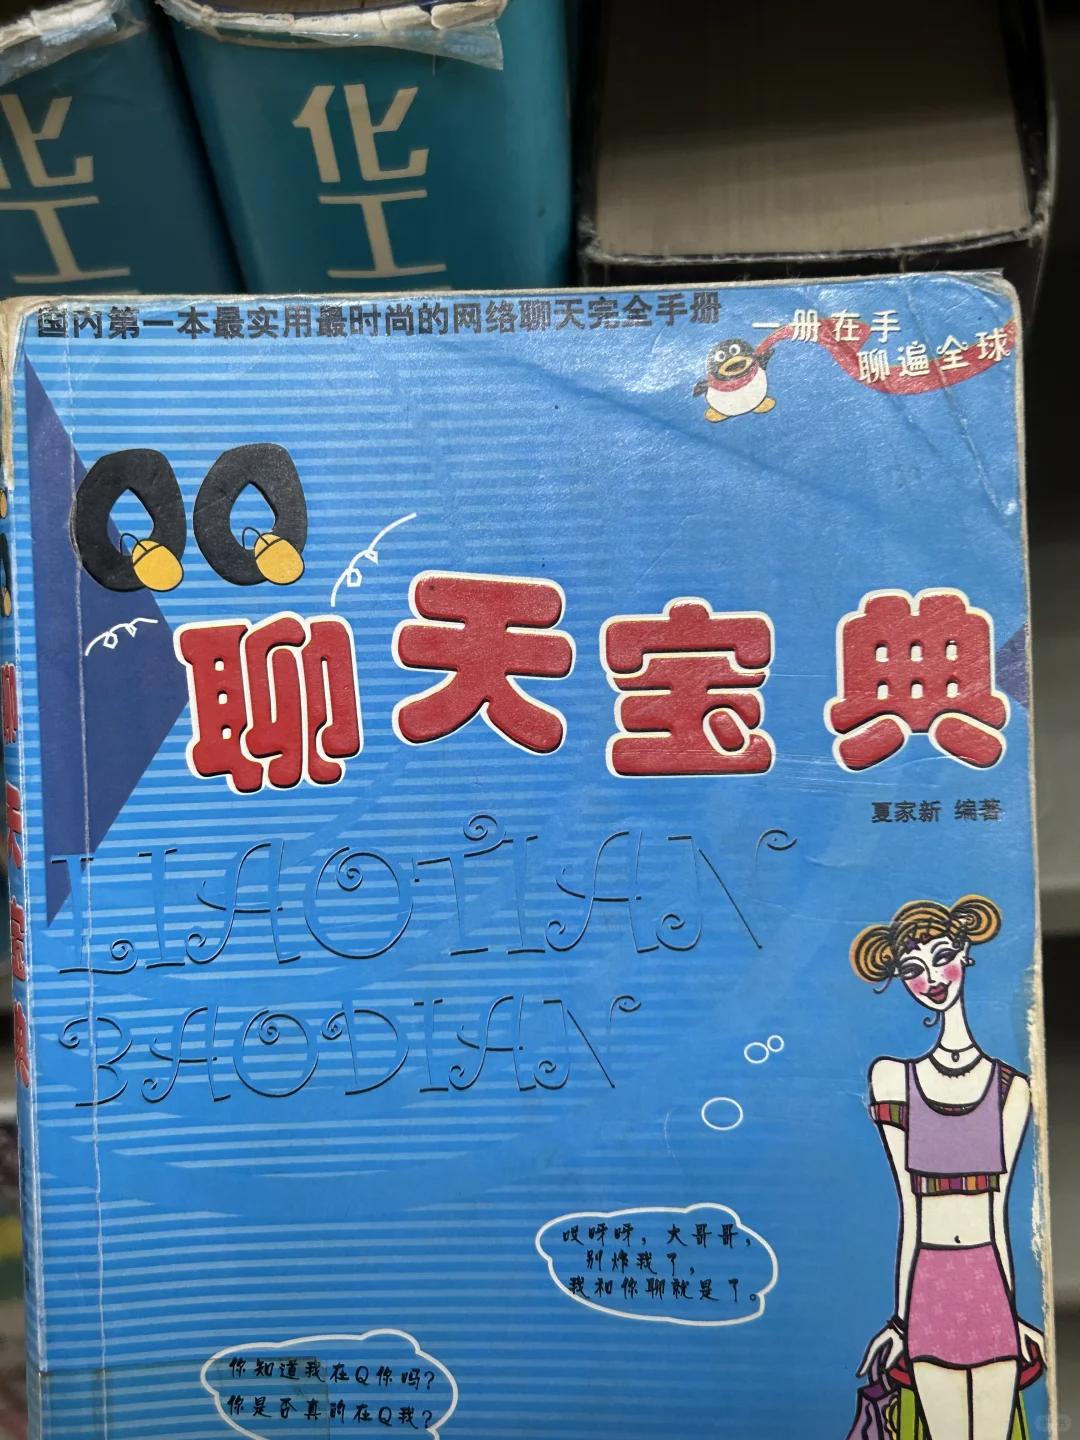 化工
化工
国内第一本最实用最时尚的网络聊天完全手册
一册在手
聊遍全球
QQ
聊天宝典
夏家新 编著
LIAOTIAN
BAODIAN
哎呀呀，大哥哥，
别炸我了，
我和你聊就是了。
你知道我在Q你吗？
你是否真的在Q我？
聊天宝典